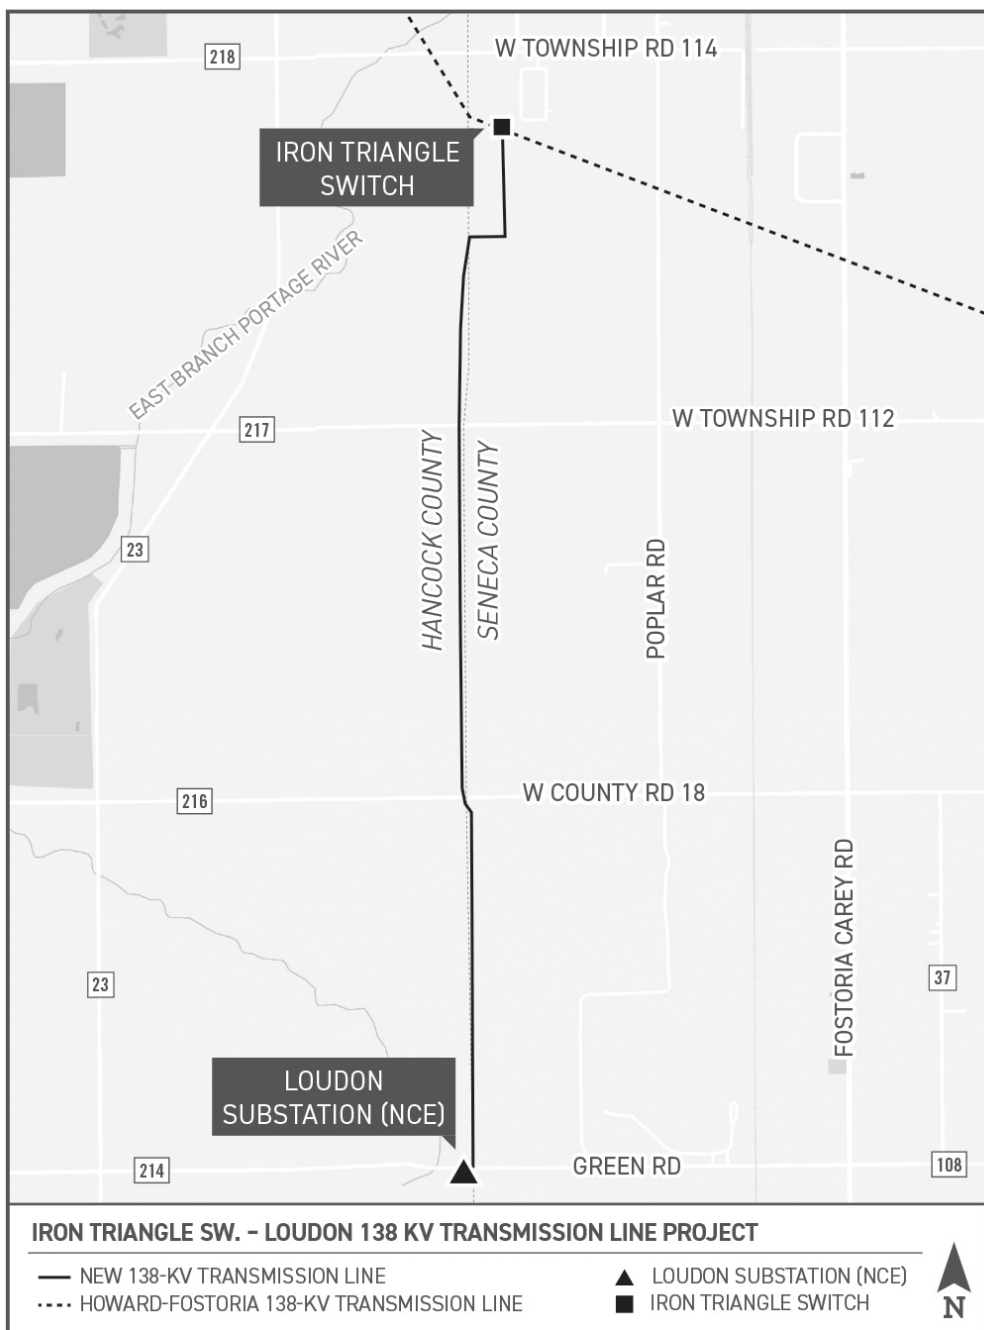 218
W TOWNSHIP RD 114
IRON TRIANGLE
SWITCH
EAST BRANCH PORTAGE RIVER
217
W TOWNSHIP RD 112
HANCOCK COUNTY
SENECA COUNTY
23
POPLAR RD
216
W COUNTY RD 18
FOSTORIA CAREY RD
23
37
LOUDON
SUBSTATION (NCE)
214
GREEN RD
108
IRON TRIANGLE SW. – LOUDON 138 KV TRANSMISSION LINE PROJECT
NEW 138-KV TRANSMISSION LINE
HOWARD-FOSTORIA 138-KV TRANSMISSION LINE
LOUDON SUBSTATION (NCE)
IRON TRIANGLE SWITCH
N